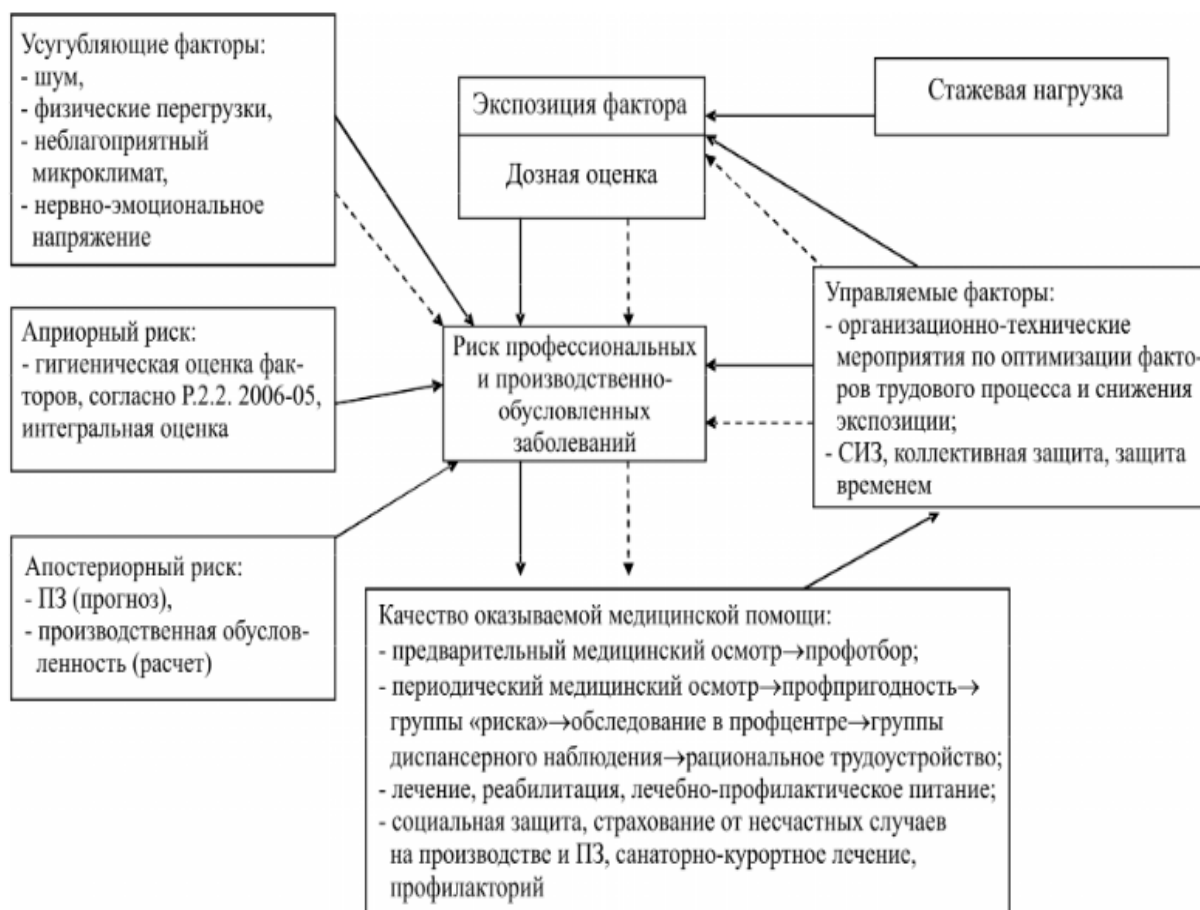 Усугубляющие факторы:
- шум,
- физические перегрузки,
- неблагоприятный
микроклимат,
- нервно-эмоциональное
напряжение
Экспозиция фактора
Дозная оценка
Стажевая нагрузка
Априорный риск:
- гигиеническая оценка фак-
торов, согласно Р.2.2. 2006-05,
интегральная оценка
Риск профессиональных
и производственно-
обусловленных
заболеваний
Управляемые факторы:
- организационно-технические
мероприятия по оптимизации факто-
ров трудового процесса и снижения
экспозиции;
- СИЗ, коллективная защита, защита
временем
Апостериорный риск:
- ПЗ (прогноз),
- производственная обуслов-
ленность (расчет)
Качество оказываемой медицинской помощи:
- предварительный медицинский осмотр→профотбор;
- периодический медицинский осмотр→профпригодность→
группы «риска»→обследование в профцентре→группы
диспансерного наблюдения→рациональное трудоустройство;
- лечение, реабилитация, лечебно-профилактическое питание;
- социальная защита, страхование от несчастных случаев
на производстве и ПЗ, санаторно-курортное лечение,
профилакторий